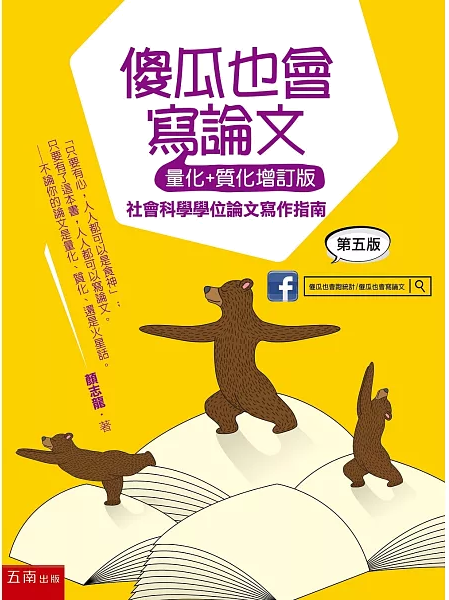 傻瓜也會
寫論文
量化+質化增訂版
社會科學學位論文寫作指南
第五版
f
傻瓜也會跑統計/傻瓜也會寫論文
「只要有心，人人都可以是食神」；
只要有了這本書，人人都可以寫論文。
──不論你的論文是量化、質化、還是火星話。
顏志龍．著
五南出版